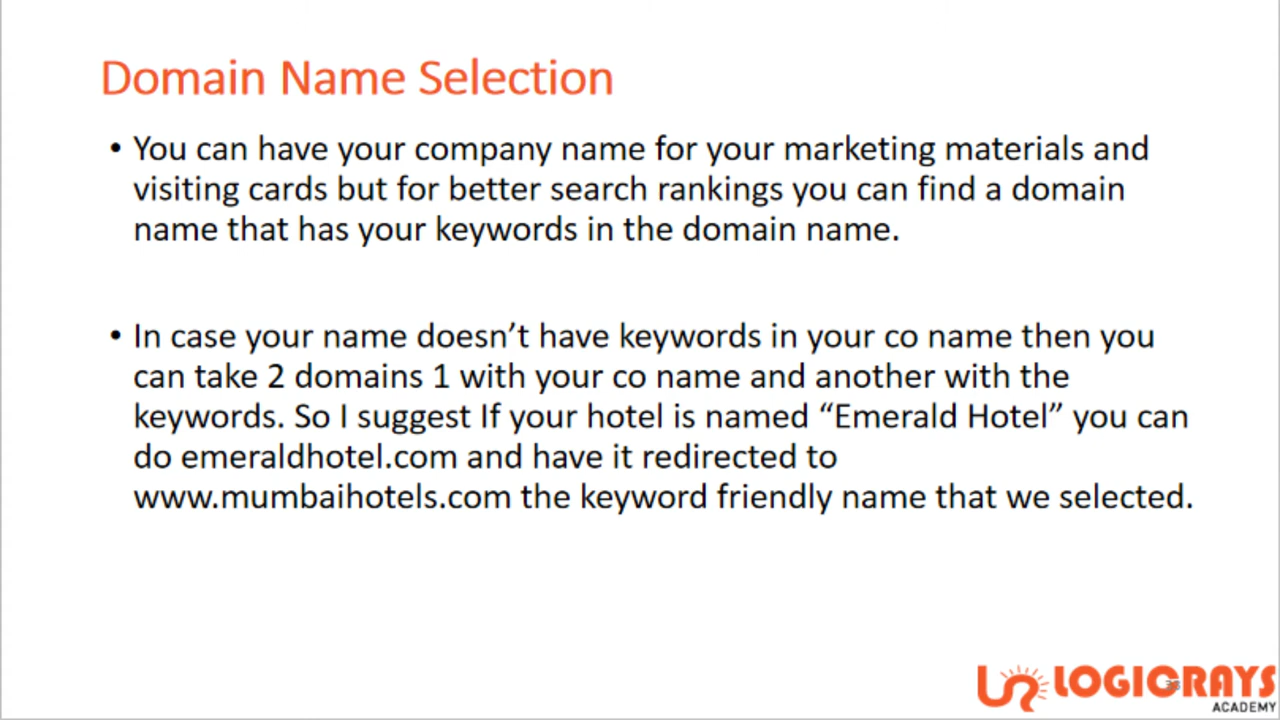 Domain Name Selection
• You can have your company name for your marketing materials and
visiting cards but for better search rankings you can find a domain
name that has your keywords in the domain name.
• In case your name doesn’t have keywords in your co name then you
can take 2 domains 1 with your co name and another with the
keywords. So I suggest If your hotel is named “Emerald Hotel” you can
do emeraldhotel.com and have it redirected to
www.mumbaihotels.com the keyword friendly name that we selected.
LOGICRAYS
ACADEMY